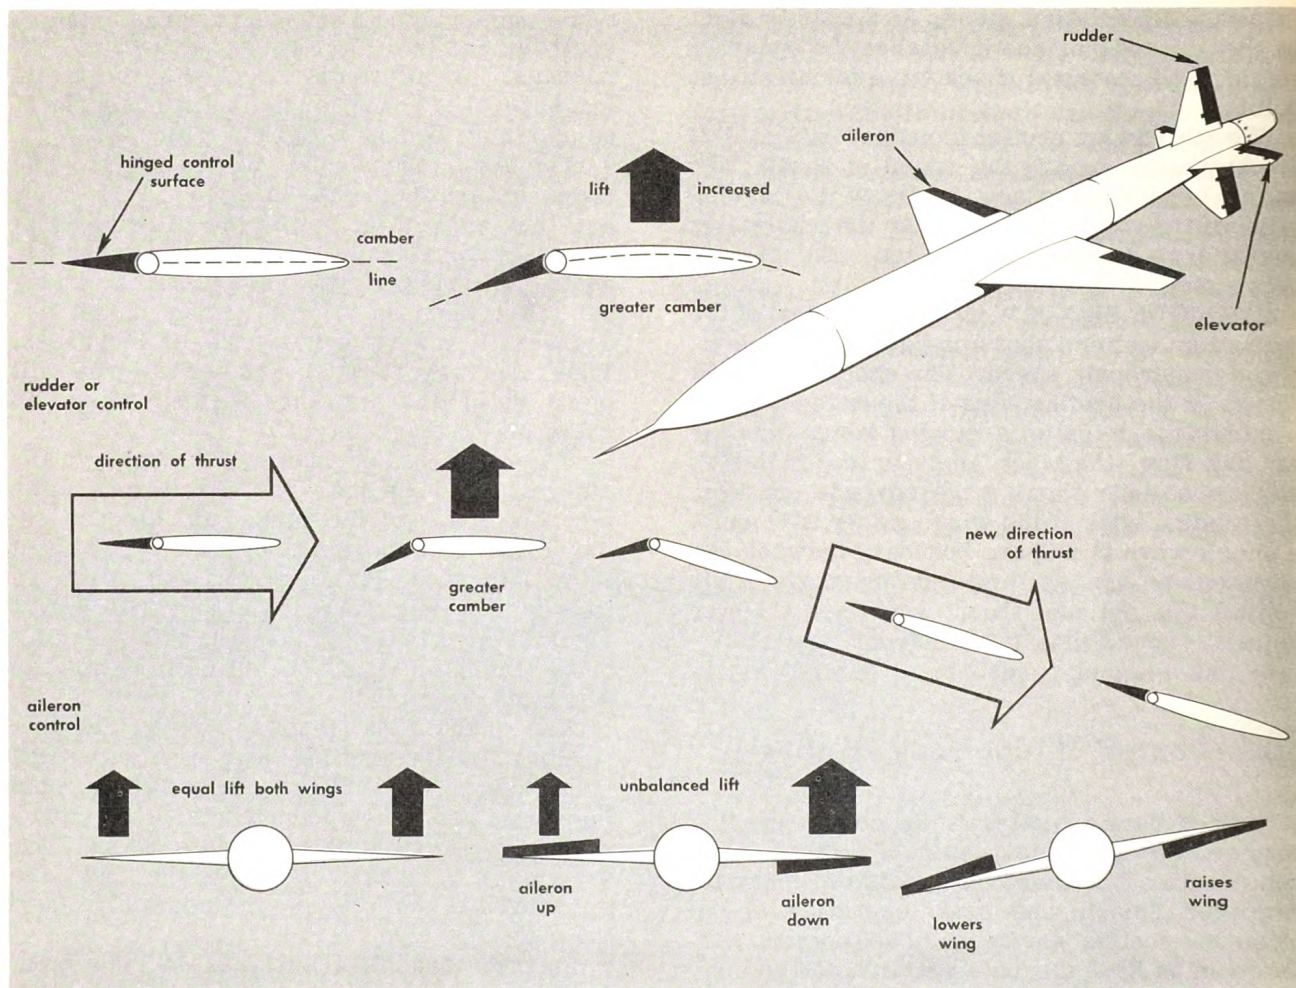 rudder
aileron
hinged control
surface
lift
increased
camber
line
greater camber
elevator
rudder or
elevator control
direction of thrust
greater
camber
new direction
of thrust
aileron
control
equal lift both wings
unbalanced lift
aileron
up
aileron
down
lowers
wing
raises
wing